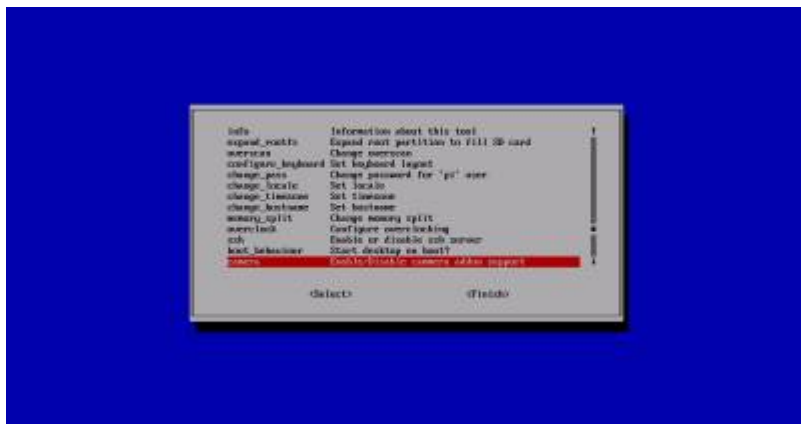 info Information about this tool
expand_rootfs Expand root partition to fill SD card
overscan Change overscan
configure_keyboard Set keyboard layout
change_pass Change password for 'pi' user
change_locale Set locale
change_timezone Set timezone
change_hostname Set hostname
memory_split Change memory split
overclock Configure overclocking
ssh Enable or disable ssh server
boot_behaviour Start desktop on boot?
camera Enable/Disable camera addon support
<Select> <Finish>